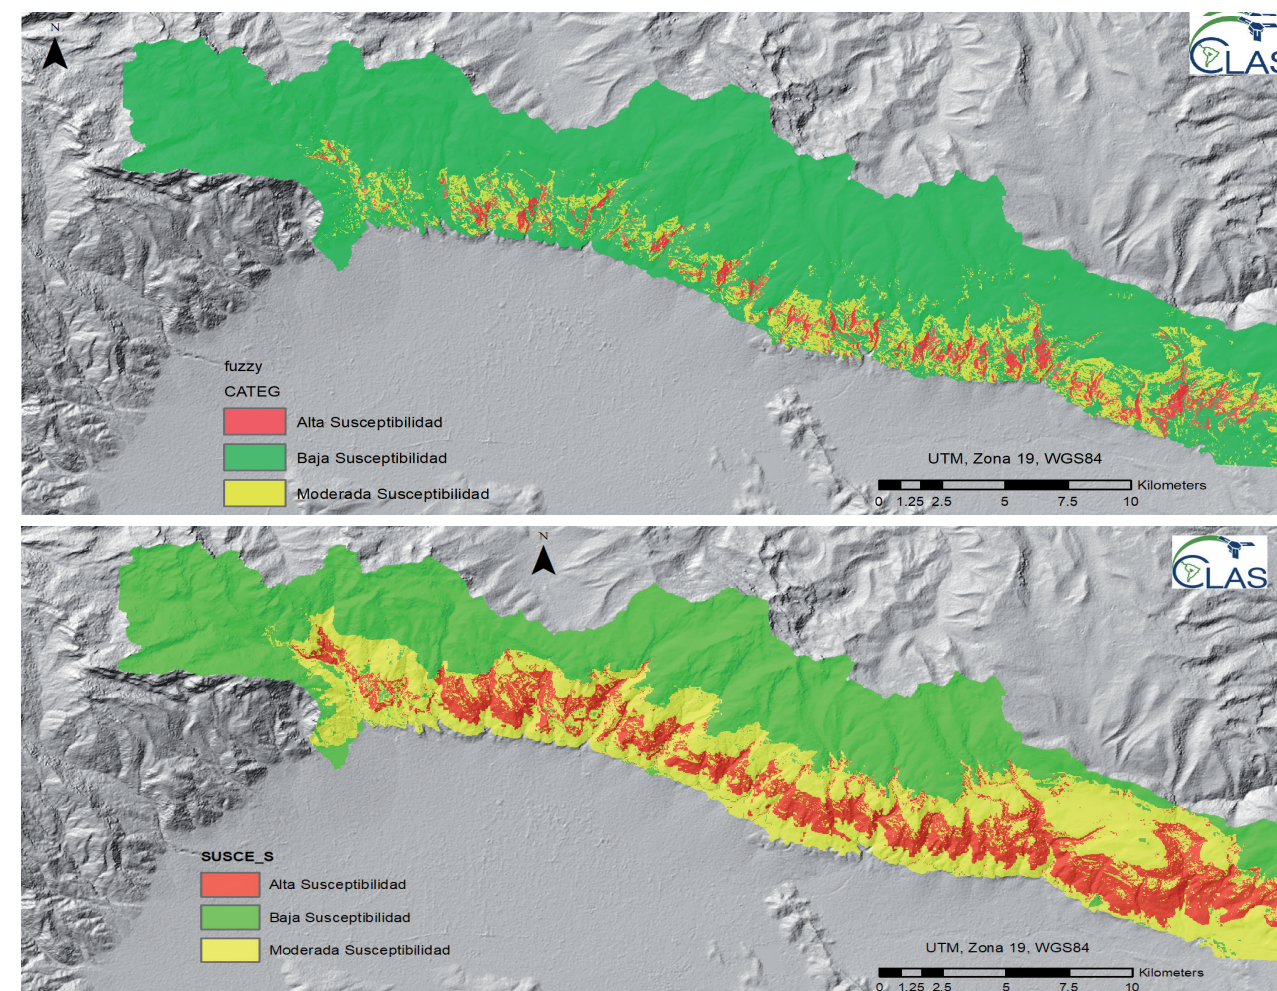 N
CLAS
fuzzy
CATEG
Alta Susceptibilidad
Baja Susceptibilidad
Moderada Susceptibilidad
UTM, Zona 19, WGS84
Kilometers
0 1.25 2.5 5 7.5 10
N
CLAS
SUSCE_S
Alta Susceptibilidad
Baja Susceptibilidad
Moderada Susceptibilidad
UTM, Zona 19, WGS84
Kilometers
0 1.25 2.5 5 7.5 10